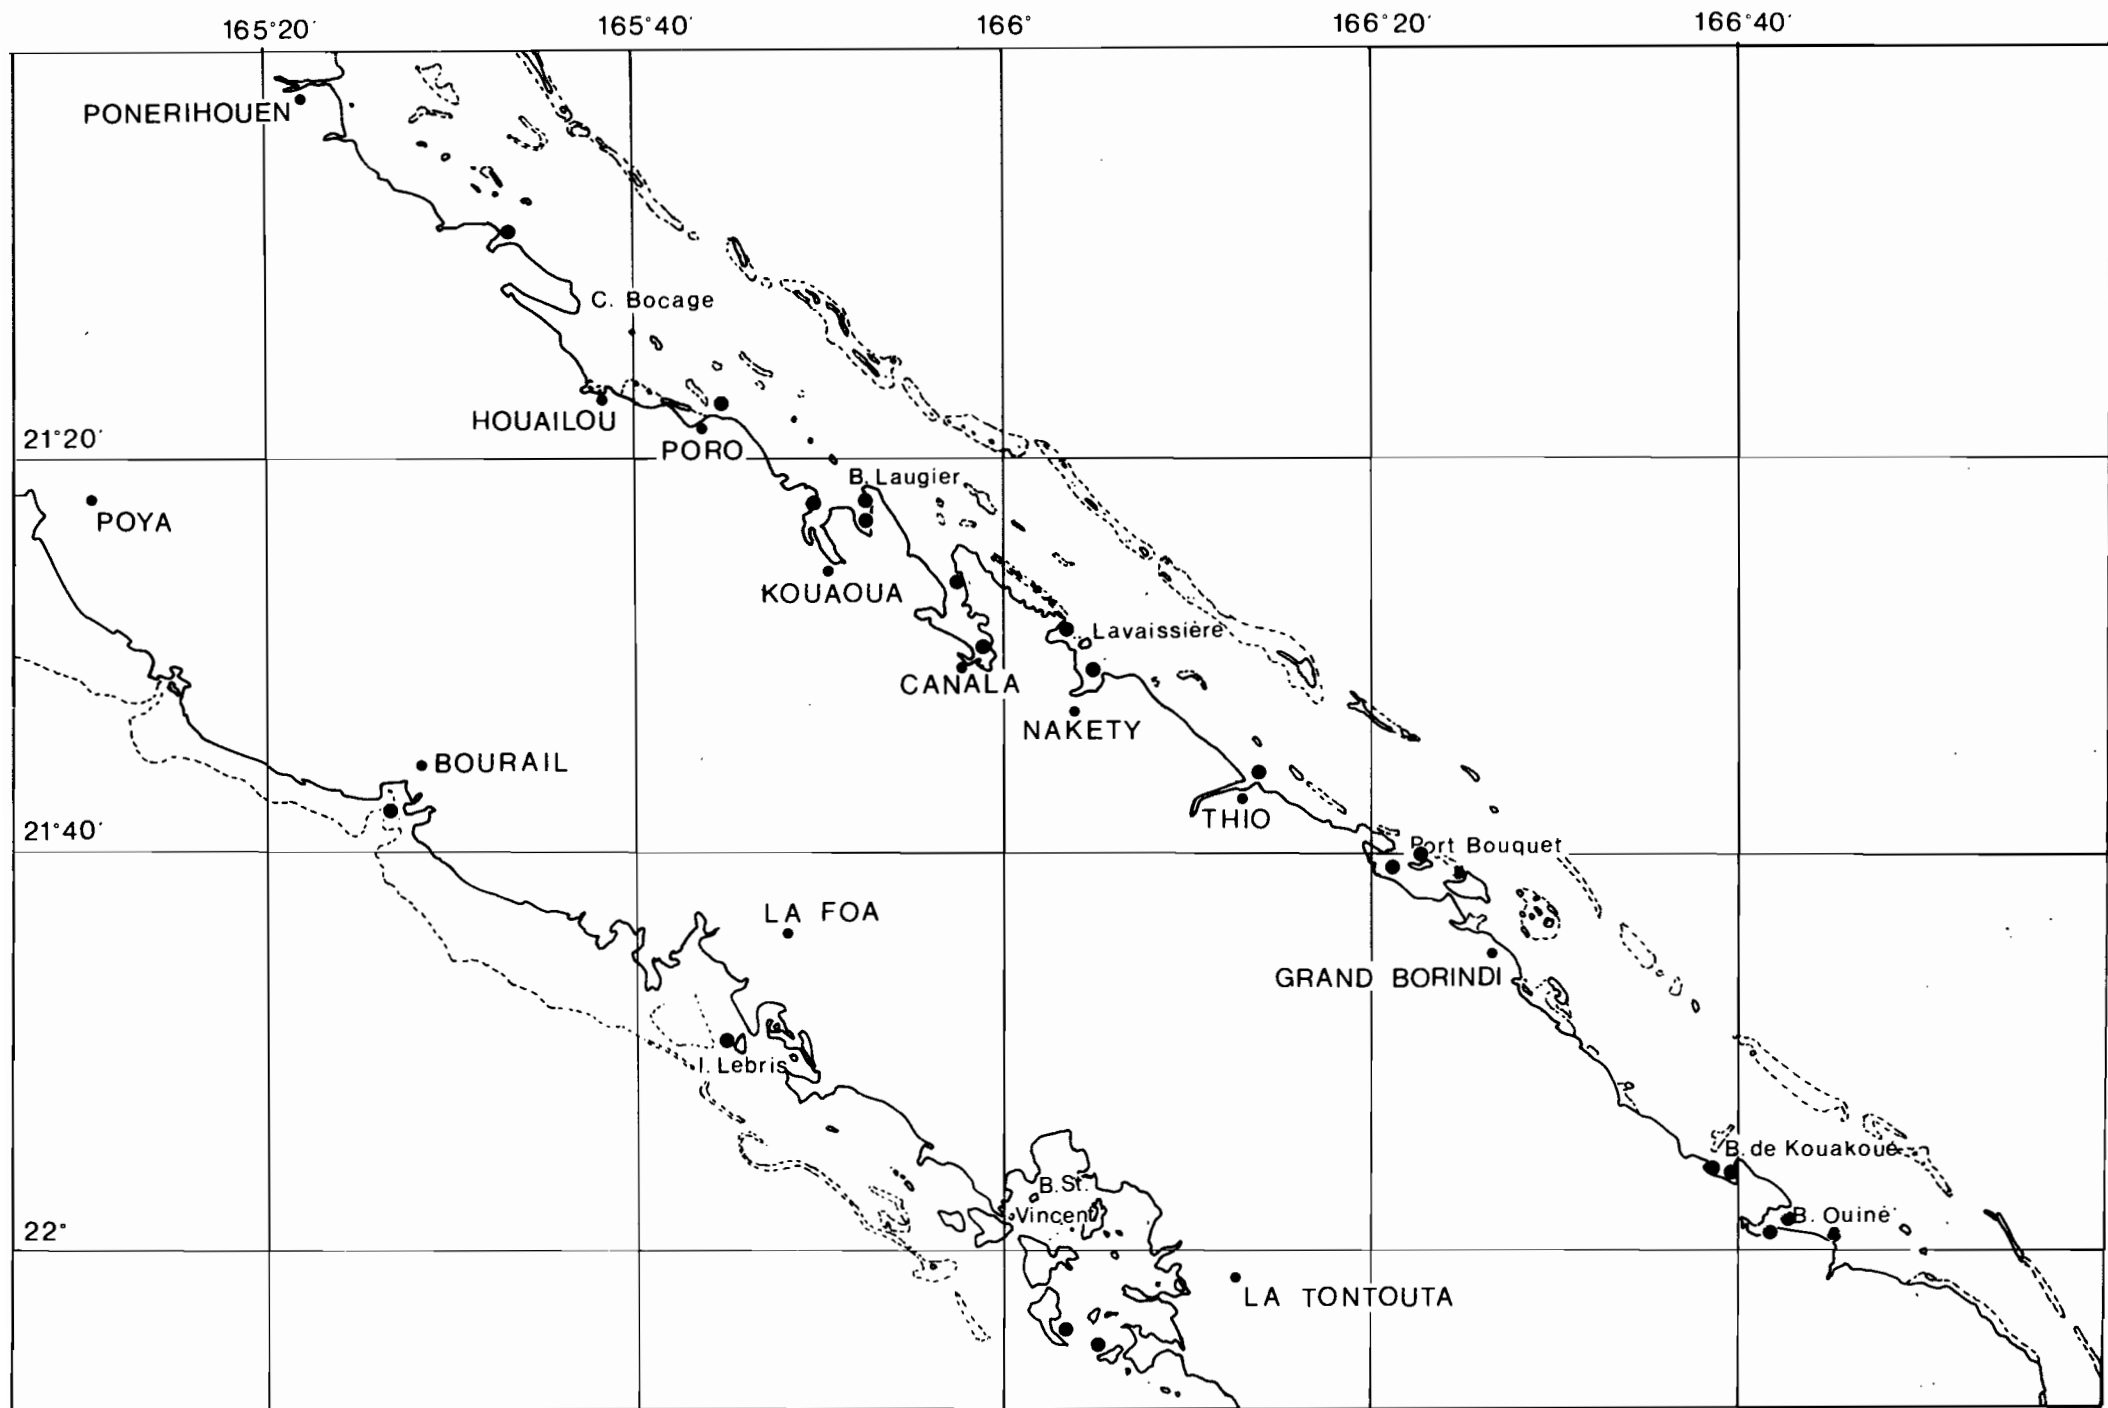 165°20'
165°40'
166°
166°20'
166°40'
PONERIHOUEN
C. Bocage
HOUAILOU
21°20'
PORO
B. Laugier
POYA
KOUAOUA
Lavaissière
CANALA
NAKETY
BOURAIL
THIO
21°40'
Port Bouquet
LA FOA
GRAND BORINDI
I. Lebris
B. de Kouakoué
B. St.
Vincent
B. Ouiné
22°
LA TONTOUTA